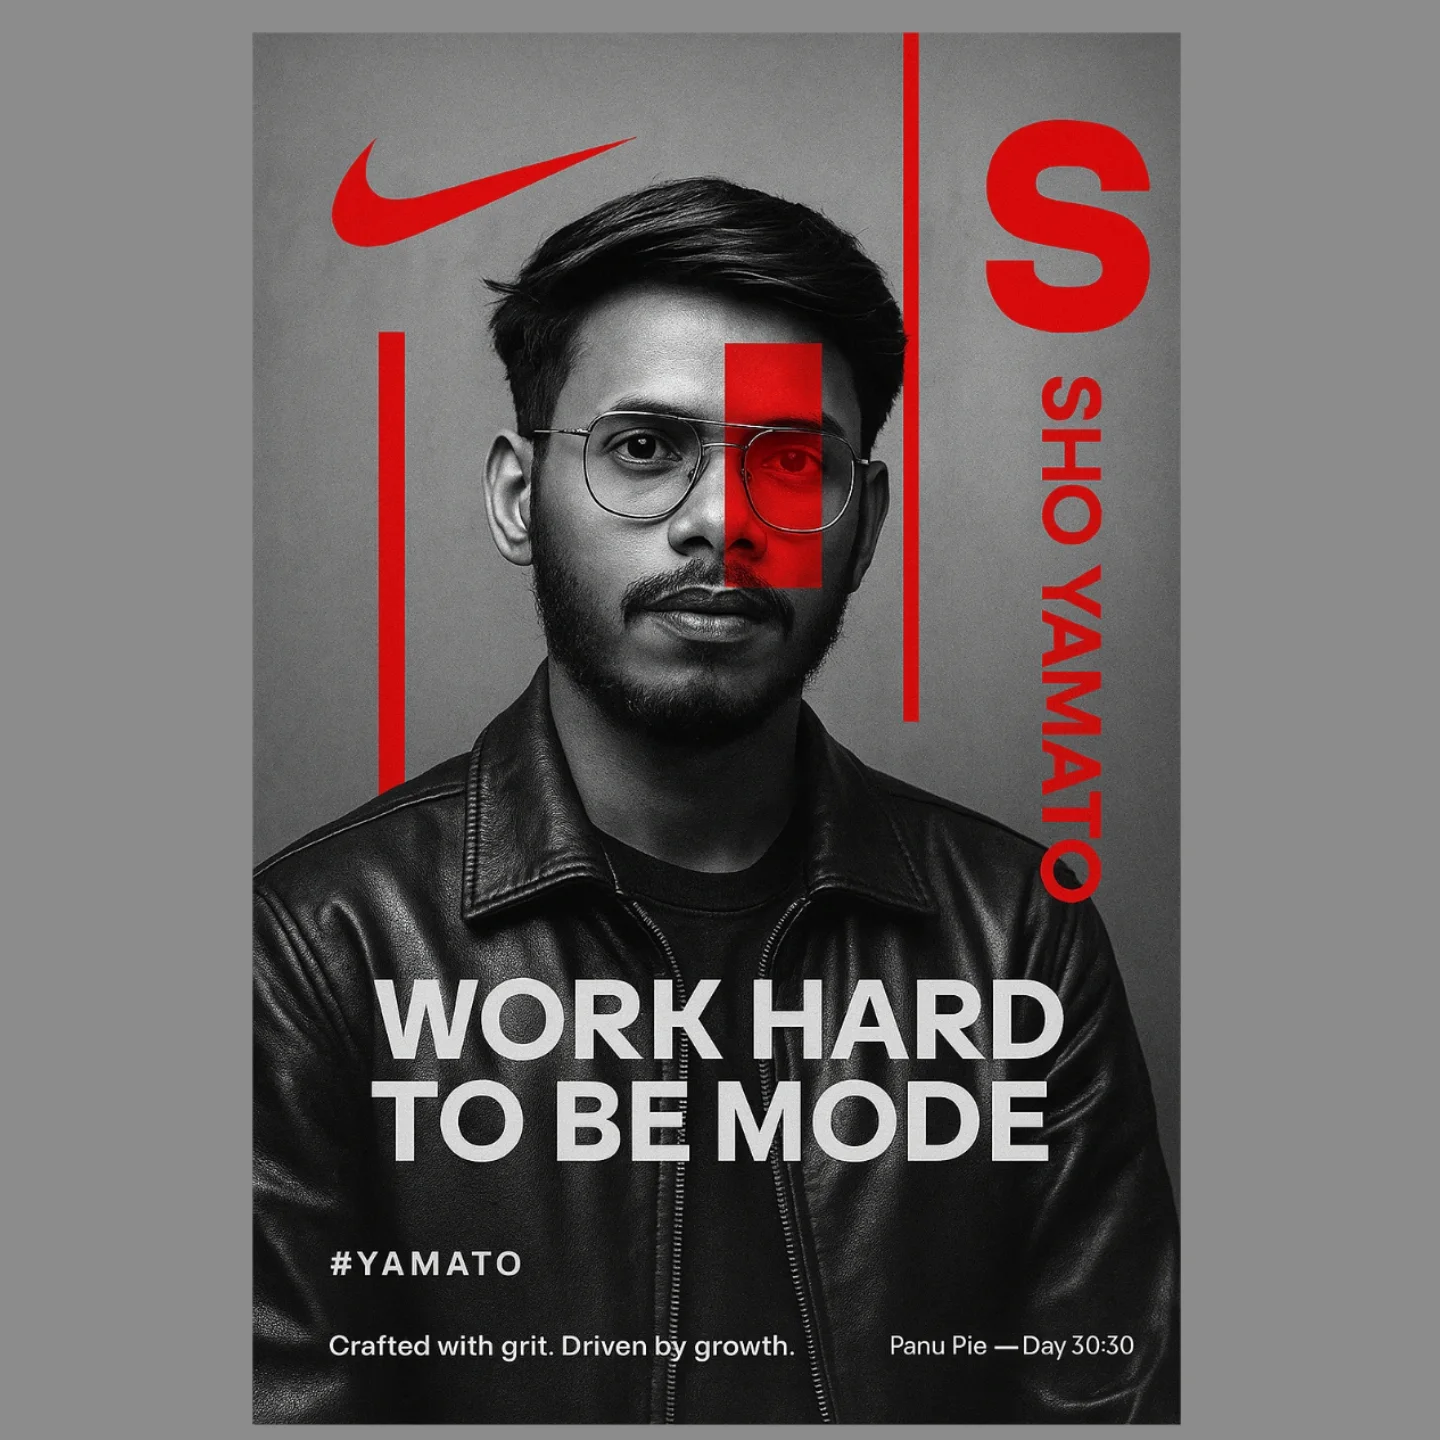 S
SHO YAMATO
WORK HARD
TO BE MODE
#YAMATO
Crafted with grit. Driven by growth.
Panu Pie — Day 30:30